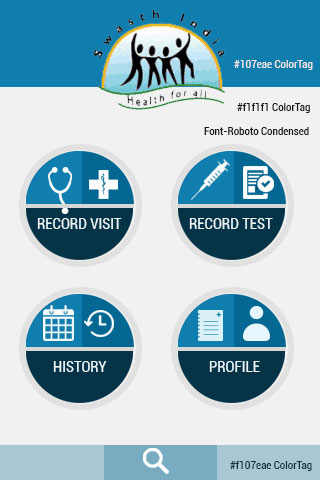 Swasth India
Health for all
#107eae ColorTag
#f1f1f1 ColorTag
Font-Roboto Condensed
RECORD VISIT
RECORD TEST
HISTORY
PROFILE
#f107eae ColorTag